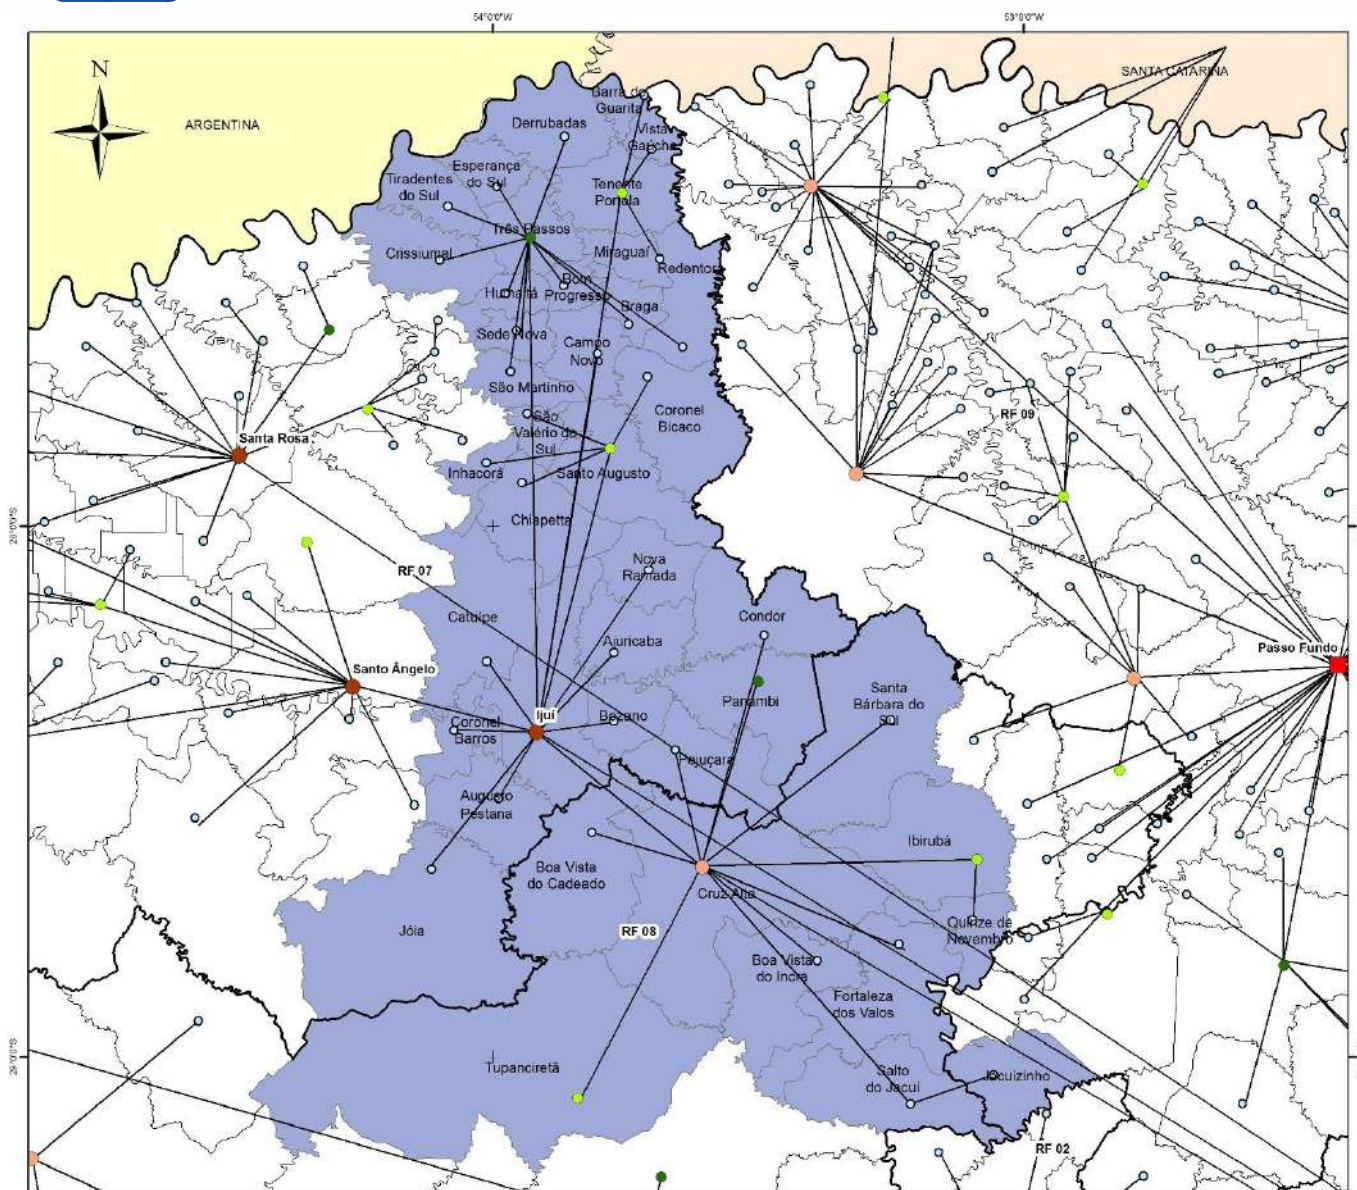 54°0'0"W
53°0'0"W
N
ARGENTINA
SANTA CATARINA
Barra do
Guarita
Derrubadas
Vista
Gaúcha
Esperança
do Sul
Tiradentes
do Sul
Tenente
Portela
Três Passos
Crissiumal
Miraguaí
Redentora
Humaitá
Bom
Progresso
Braga
Sede Nova
Campo
Novo
São Martinho
São
Valério do
Sul
Coronel
Bicaco
RF 09
Santa Rosa
Inhacorá
Santo Augusto
Chiapetta
28°0'0"S
RF 07
Nova
Ramada
Catuípe
Condor
Ajuricaba
Passo Fundo
Santo Ângelo
Santa
Bárbara do
Sul
Panambi
Ijuí
Bozano
Coronel
Barros
Pejuçara
Augusto
Pestana
Ibirubá
Boa Vista
do Cadeado
Cruz Alta
Jóia
RF 08
Quinze de
Novembro
Boa Vista
do Incra
Fortaleza
dos Valos
29°0'0"S
Tupanciretã
Salto
do Jacuí
Jacuizinho
RF 02